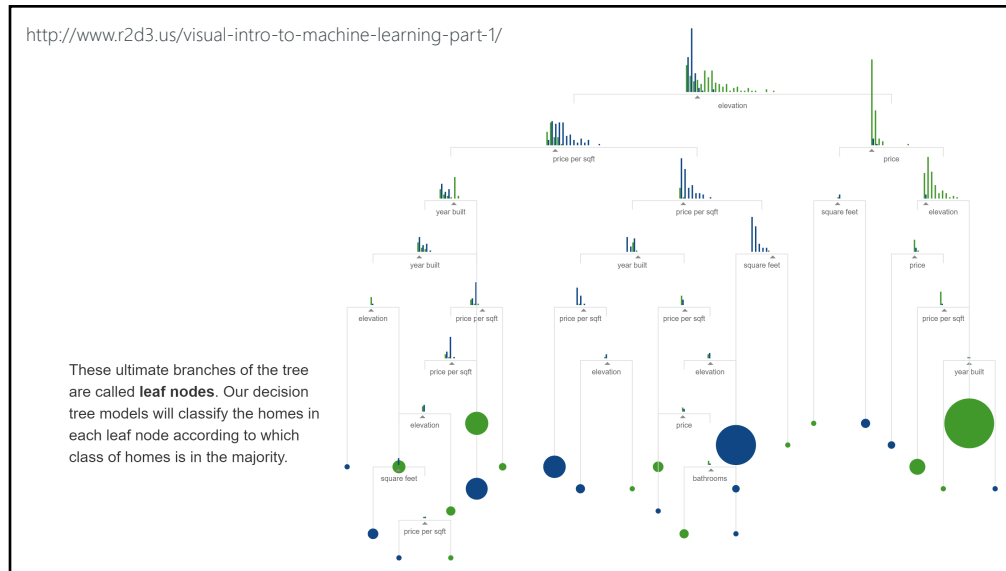 http://www.r2d3.us/visual-intro-to-machine-learning-part-1/
elevation
price per sqft
price
year built
price per sqft
square feet
elevation
year built
year built
square feet
price
elevation
price per sqft
price per sqft
price per sqft
price per sqft
price per sqft
elevation
elevation
year built
These ultimate branches of the tree
are called leaf nodes. Our decision
tree models will classify the homes in
each leaf node according to which
class of homes is in the majority.
elevation
price
square feet
bathrooms
price per sqft